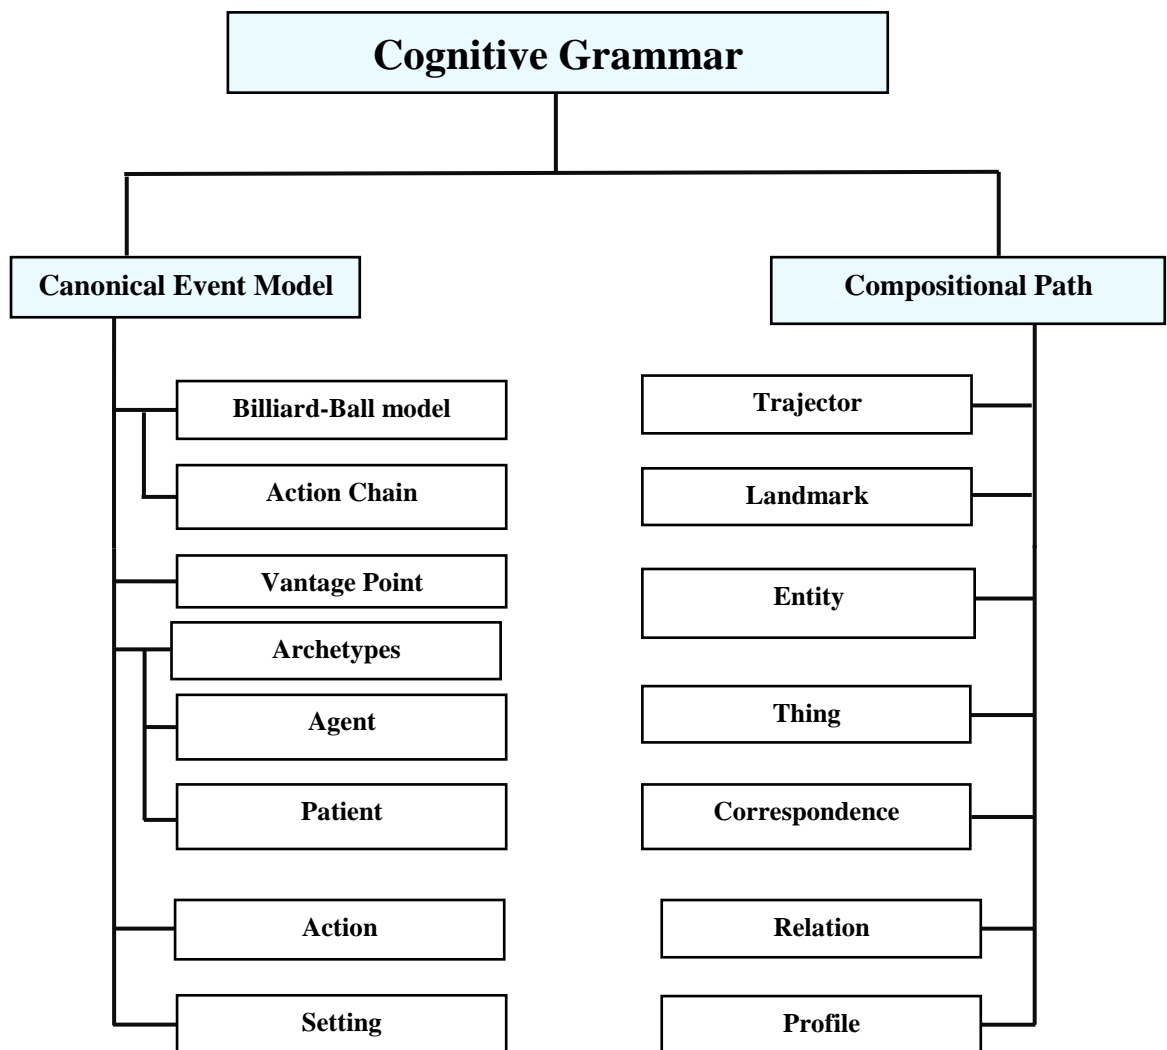 Cognitive Grammar
Canonical Event Model
Billiard-Ball model
Action Chain
Vantage Point
Archetypes
Agent
Patient
Action
Setting
Compositional Path
Trajector
Landmark
Entity
Thing
Correspondence
Relation
Profile